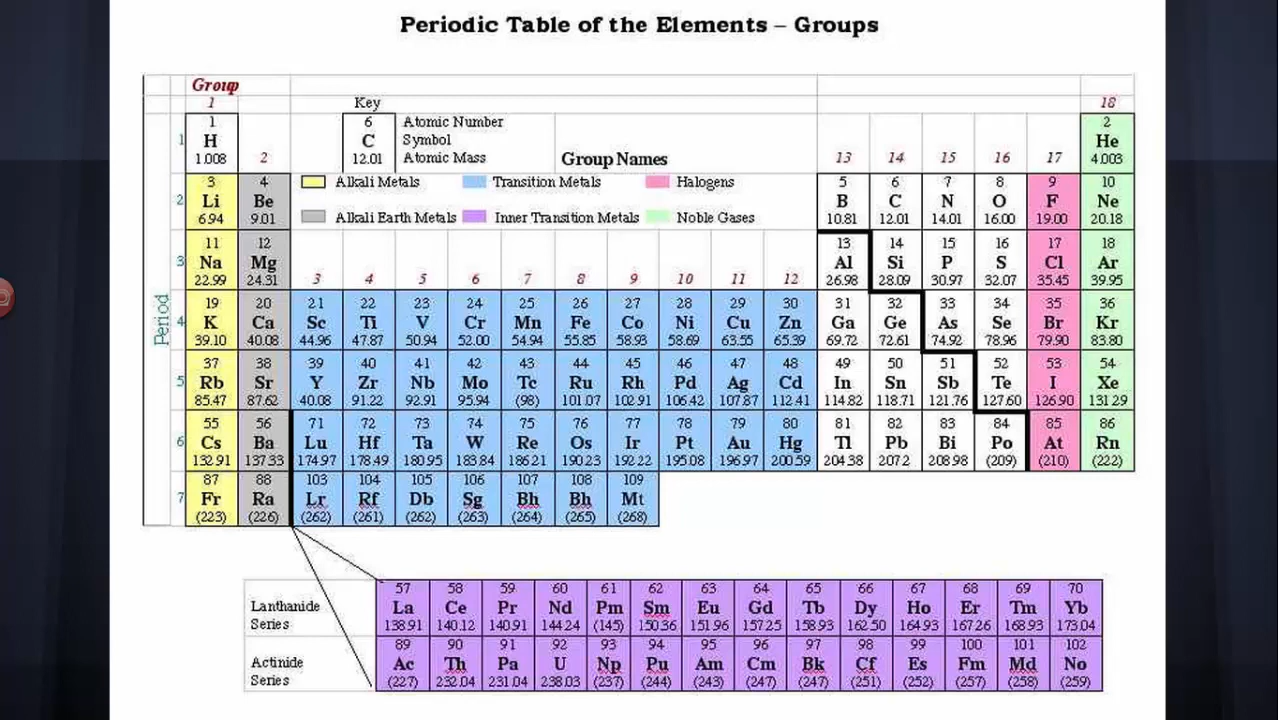 Periodic Table of the Elements – Groups
Group
1 Key 18
1 6 Atomic Number 2
1 H C Symbol He
1.008 2 12.01 Atomic Mass Group Names 13 14 15 16 17 4.003
3 4 Alkali Metals Transition Metals Halogens 5 6 7 8 9 10
2 Li Be B C N O F Ne
6.94 9.01 Alkali Earth Metals Inner Transition Metals Noble Gases 10.81 12.01 14.01 16.00 19.00 20.18
11 12 13 14 15 16 17 18
3 Na Mg Al Si P S Cl Ar
22.99 24.31 3 4 5 6 7 8 9 10 11 12 26.98 28.09 30.97 32.07 35.45 39.95
Period
19 20 21 22 23 24 25 26 27 28 29 30 31 32 33 34 35 36
4 K Ca Sc Ti V Cr Mn Fe Co Ni Cu Zn Ga Ge As Se Br Kr
39.10 40.08 44.96 47.87 50.94 52.00 54.94 55.85 58.93 58.69 63.55 65.39 69.72 72.61 74.92 78.96 79.90 83.80
37 38 39 40 41 42 43 44 45 46 47 48 49 50 51 52 53 54
5 Rb Sr Y Zr Nb Mo Tc Ru Rh Pd Ag Cd In Sn Sb Te I Xe
85.47 87.62 40.08 91.22 92.91 95.94 (98) 101.07 102.91 106.42 107.87 112.41 114.82 118.71 121.76 127.60 126.90 131.29
55 56 71 72 73 74 75 76 77 78 79 80 81 82 83 84 85 86
6 Cs Ba Lu Hf Ta W Re Os Ir Pt Au Hg Tl Pb Bi Po At Rn
132.91 137.33 174.97 178.49 180.95 183.84 186.21 190.23 192.22 195.08 196.97 200.59 204.38 207.2 208.98 (209) (210) (222)
87 88 103 104 105 106 107 108 109
7 Fr Ra Lr Rf Db Sg Bh Bh Mt
(223) (226) (262) (261) (262) (263) (264) (265) (268)
57 58 59 60 61 62 63 64 65 66 67 68 69 70
Lanthanide La Ce Pr Nd Pm Sm Eu Gd Tb Dy Ho Er Tm Yb
Series 138.91 140.12 140.91 144.24 (145) 150.36 151.96 157.25 158.93 162.50 164.93 167.26 168.93 173.04
89 90 91 92 93 94 95 96 97 98 99 100 101 102
Actinide Ac Th Pa U Np Pu Am Cm Bk Cf Es Fm Md No
Series (227) 232.04 231.04 238.03 (237) (244) (243) (247) (247) (251) (252) (257) (258) (259)